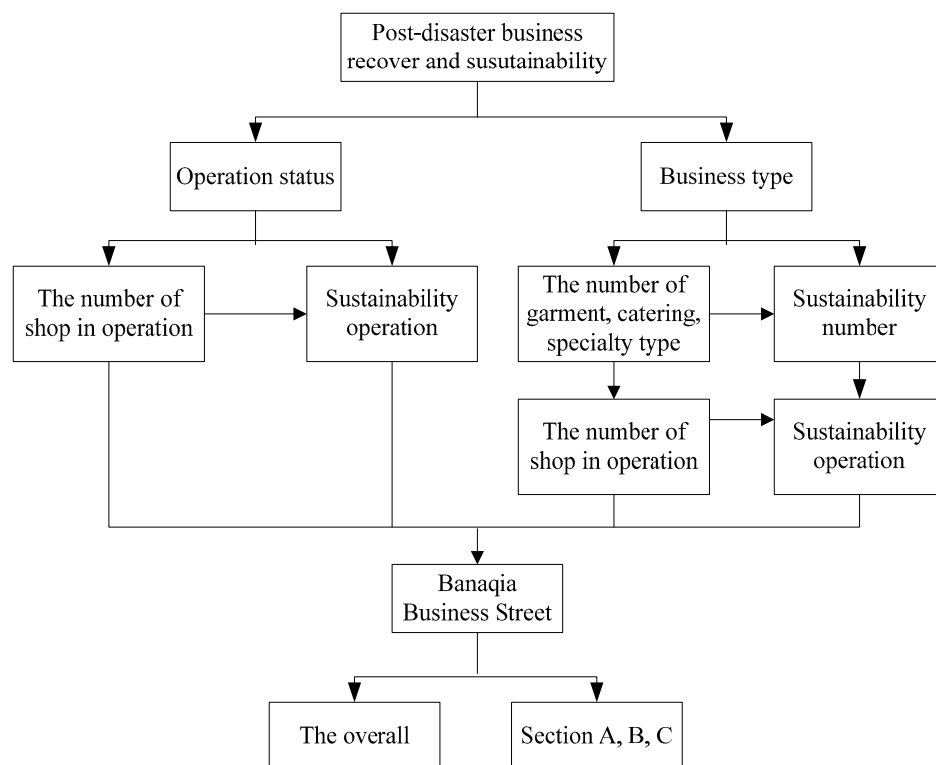 Post-disaster business
recover and susutainability
Operation status
Business type
The number of
shop in operation
Sustainability
operation
The number of
garment, catering,
specialty type
Sustainability
number
The number of
shop in operation
Sustainability
operation
Banaqia
Business Street
The overall
Section A, B, C